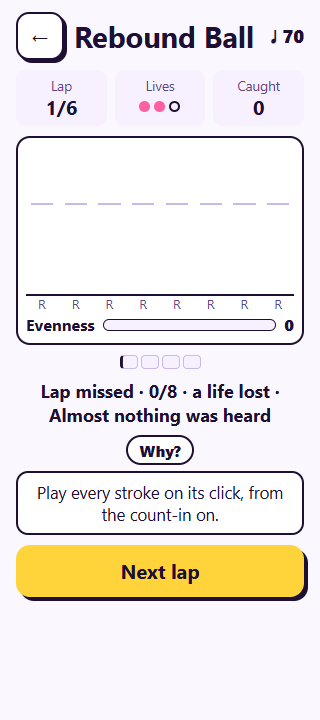 ← Rebound Ball ♩70
Lap Lives Caught
1/6 0
R R R R R R R R
Evenness 0
Lap missed · 0/8 · a life lost ·
Almost nothing was heard
Why?
Play every stroke on its click, from
the count-in on.
Next lap